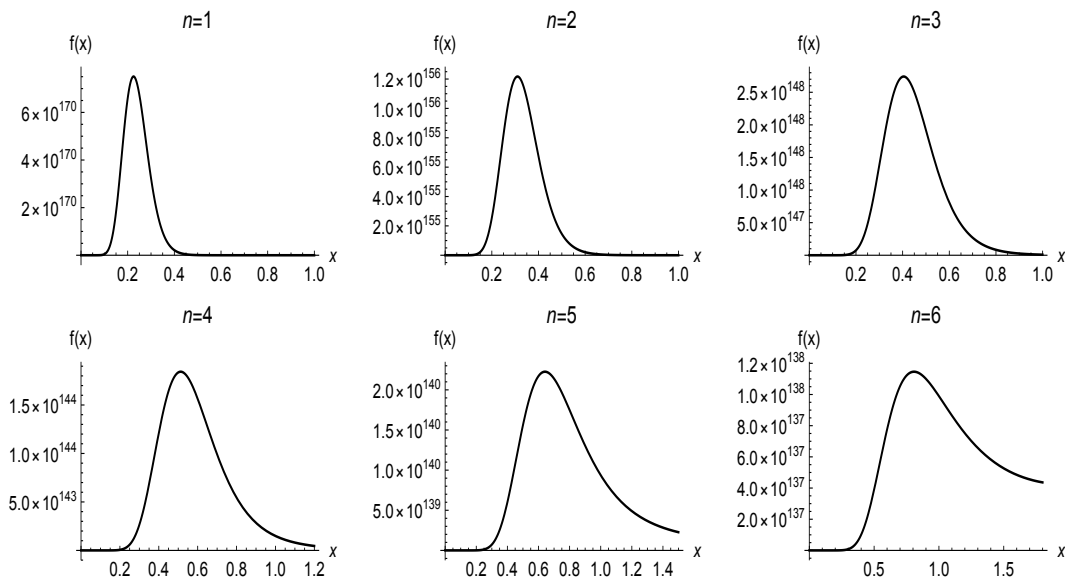 n=1
f(x)
6×10^170
4×10^170
2×10^170
0.2 0.4 0.6 0.8 1.0 x
n=2
f(x)
1.2×10^156
1.0×10^156
8.0×10^155
6.0×10^155
4.0×10^155
2.0×10^155
0.2 0.4 0.6 0.8 1.0 x
n=3
f(x)
2.5×10^148
2.0×10^148
1.5×10^148
1.0×10^148
5.0×10^147
0.2 0.4 0.6 0.8 1.0 x
n=4
f(x)
1.5×10^144
1.0×10^144
5.0×10^143
0.2 0.4 0.6 0.8 1.0 1.2 x
n=5
f(x)
2.0×10^140
1.5×10^140
1.0×10^140
5.0×10^139
0.2 0.4 0.6 0.8 1.0 1.2 1.4 x
n=6
f(x)
1.2×10^138
1.0×10^138
8.0×10^137
6.0×10^137
4.0×10^137
2.0×10^137
0.5 1.0 1.5 x